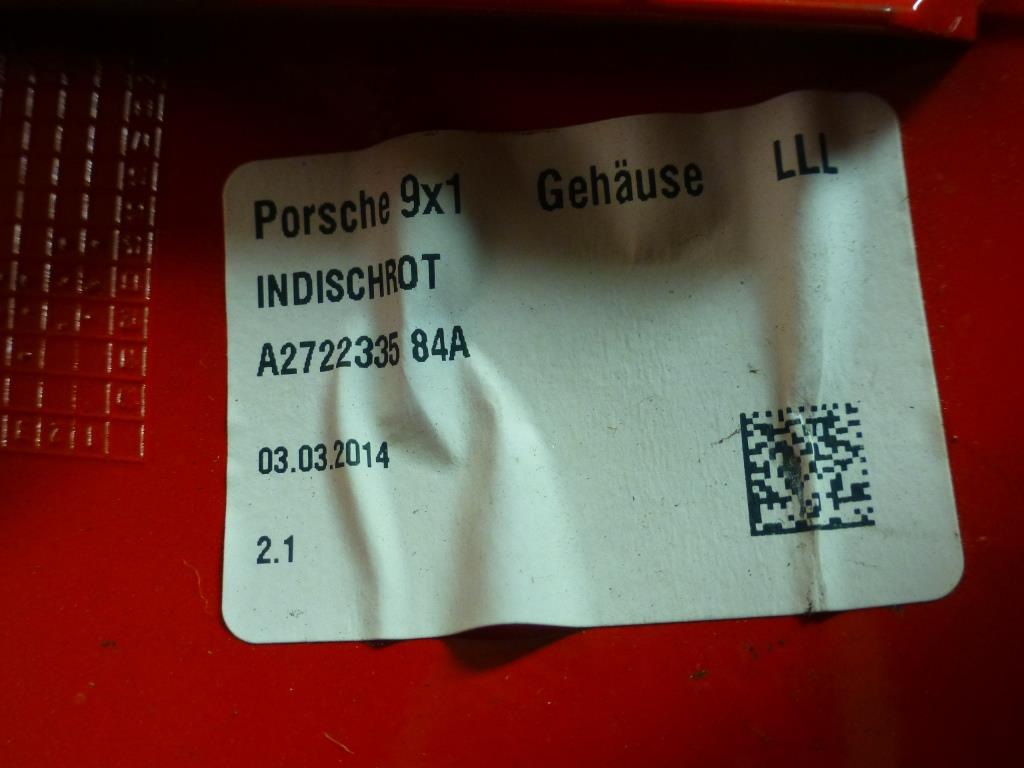 Porsche 9x1 Gehäuse LLL
INDISCHROT
A2722335 84A
03.03.2014
2.1